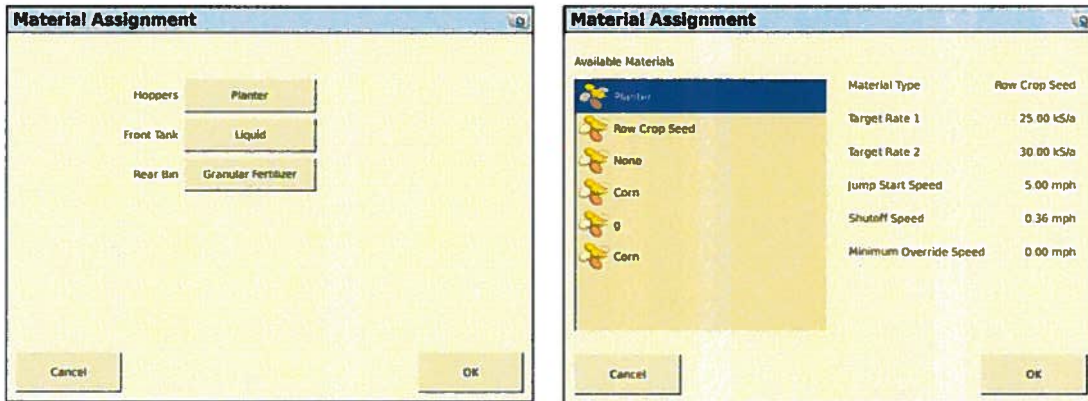 Material Assignment
Hoppers Planter
Front Tank Liquid
Rear Bin Granular Fertilizer
Cancel OK
Material Assignment
Available Materials
Planter
Row Crop Seed
None
Corn
g
Corn
Material Type Row Crop Seed
Target Rate 1 25.00 kS/a
Target Rate 2 30.00 kS/a
Jump Start Speed 5.00 mph
Shutoff Speed 0.36 mph
Minimum Override Speed 0.00 mph
Cancel OK